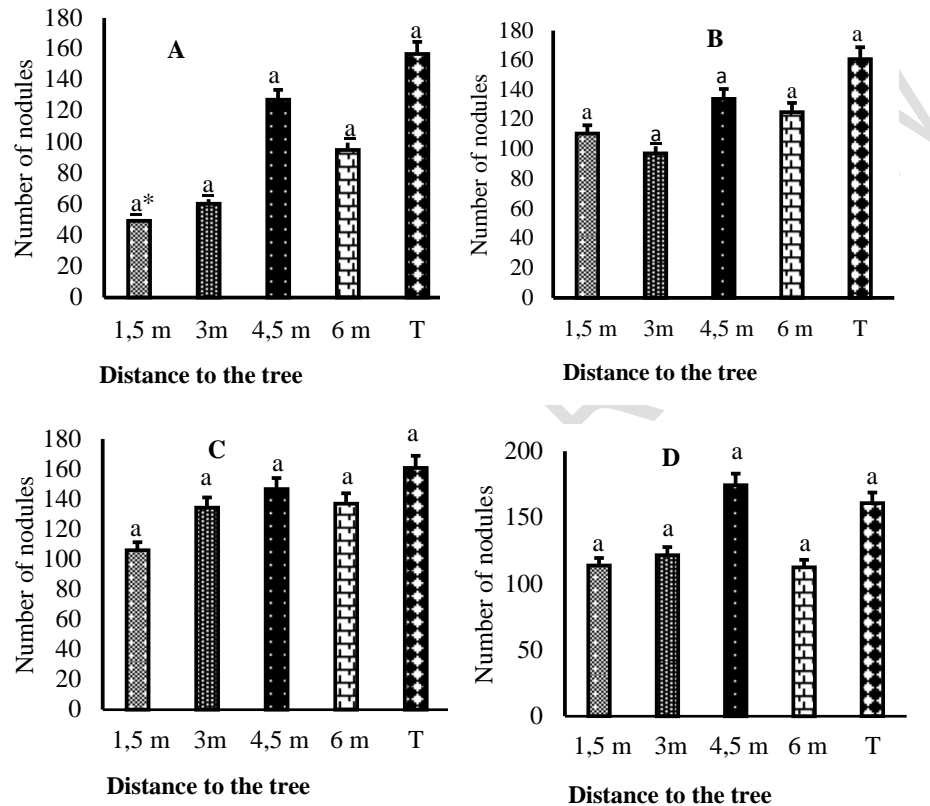 Number of nodules
180
160
140
120
100
80
60
40
20
0
A
a*
a
a
a
a
1,5 m 3m 4,5 m 6 m T
Distance to the tree
Number of nodules
180
160
140
120
100
80
60
40
20
0
B
a
a
a
a
a
1,5 m 3m 4,5 m 6 m T
Distance to the tree
Number of nodules
180
160
140
120
100
80
60
40
20
0
C
a
a
a
a
a
1,5 m 3m 4,5 m 6 m T
Distance to the tree
Number of nodules
200
150
100
50
0
D
a
a
a
a
a
1,5 m 3m 4,5 m 6 m T
Distance to the tree